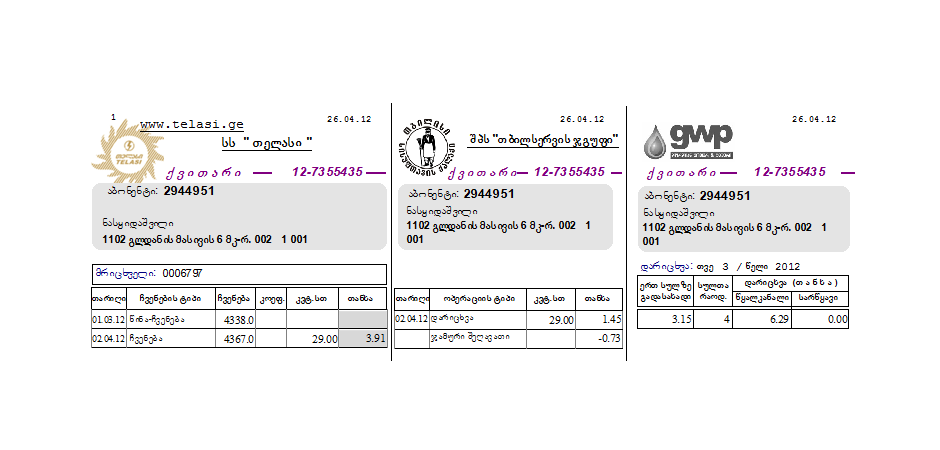 1
www.telasi.ge
26.04.12
სს "თელასი"
თელასი
TELASI
ქვითარი — 12-7355435 —
აბონენტი: 2944951
ნასყიდაშვილი
1102 გლდანის მასივის 6 მკ-რ. 002 1 001
მრიცხველი: 0006797
თარიღი ჩვენების ტიპი ჩვენება კოეფ. კვტ.სთ თანხა
01.03.12 წინა-ჩვენება 4338.0
02.04.12 ჩვენება 4367.0 29.00 3.91
26.04.12
თბილისი
შპს "თბილსერვის ჯგუფი"
ქვითარი — 12-7355435 —
აბონენტი: 2944951
ნასყიდაშვილი
1102 გლდანის მასივის 6 მკ-რ. 002 1
001
თარიღი ოპერაციის ტიპი კვტ.სთ თანხა
02.04.12 დარიცხვა 29.00 1.45
ჯამური შეღავათი -0.73
26.04.12
gwp
ქვითარი — 12-7355435 —
აბონენტი: 2944951
ნასყიდაშვილი
1102 გლდანის მასივის 6 მკ-რ. 002 1
001
დარიცხვა: თვე 3 / წელი 2012
ერთ სულზე სულთა დარიცხვა (თანხა)
გადასახადი რაოდ. წყალკანალი სარწყავი
3.15 4 6.29 0.00